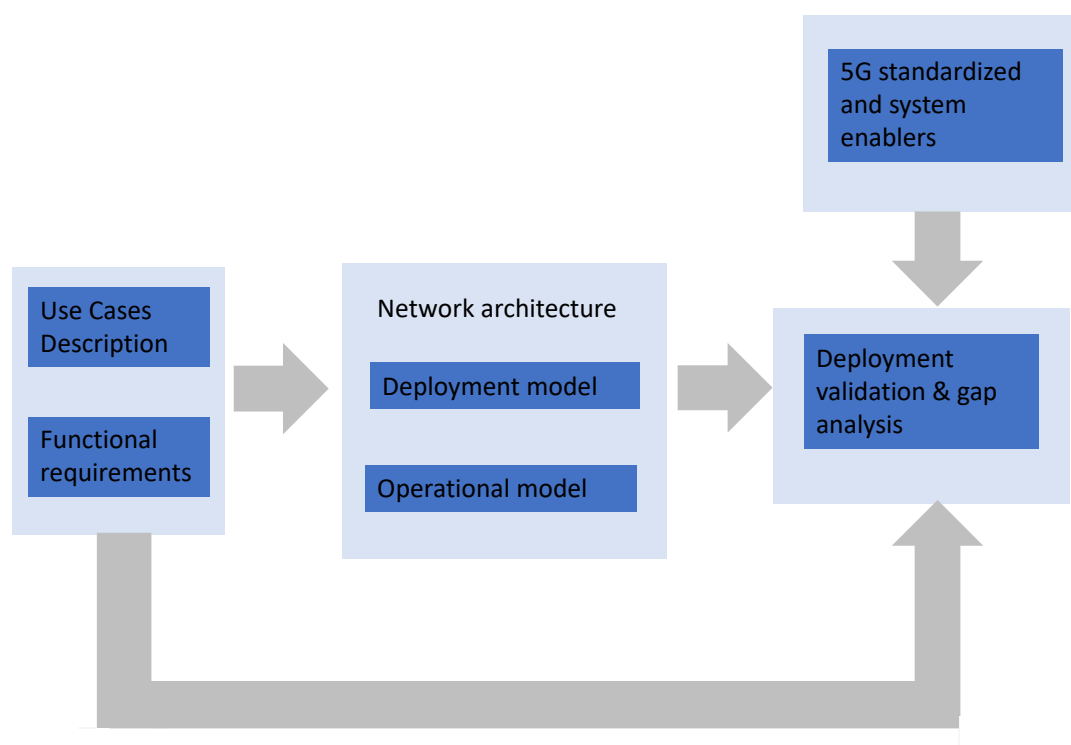 5G standardized
and system
enablers
Use Cases
Description
Functional
requirements
Network architecture
Deployment model
Operational model
Deployment
validation & gap
analysis